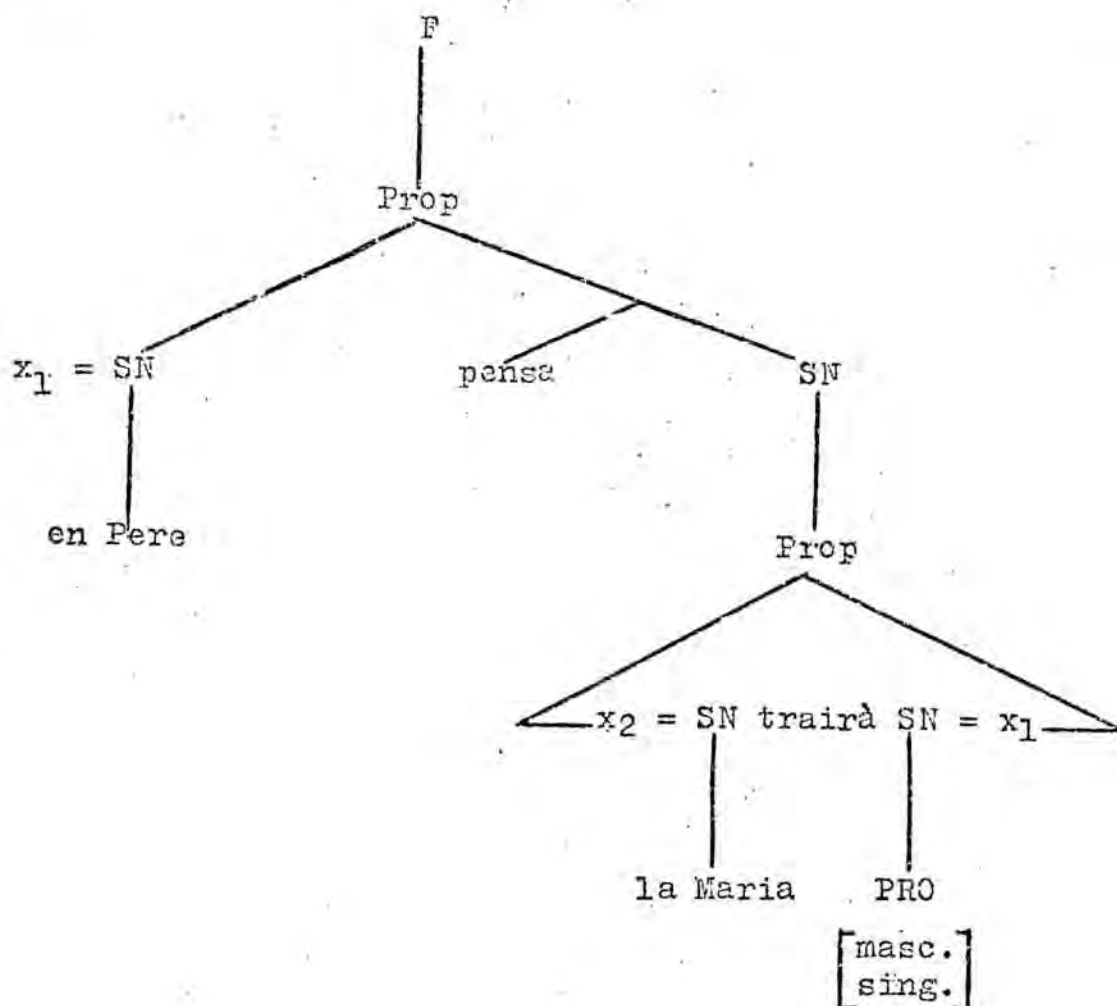 F
Prop
x₁ = SN pensa SN
en Pere
Prop
x₂ = SN trairà SN = x₁
la Maria PRO
[masc.
sing.]